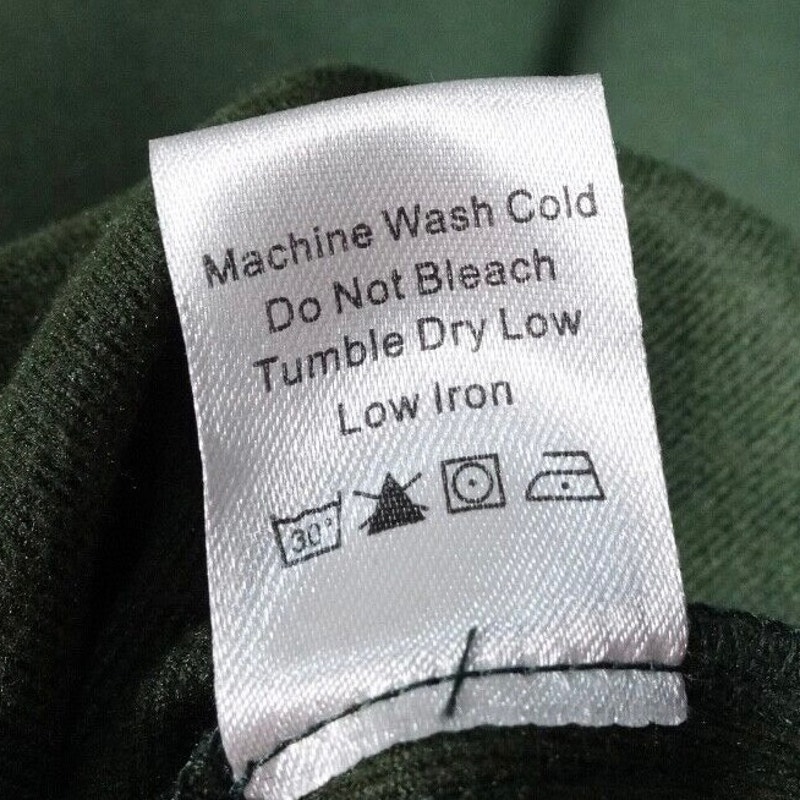 Machine Wash Cold
Do Not Bleach
Tumble Dry Low
Low Iron
30°